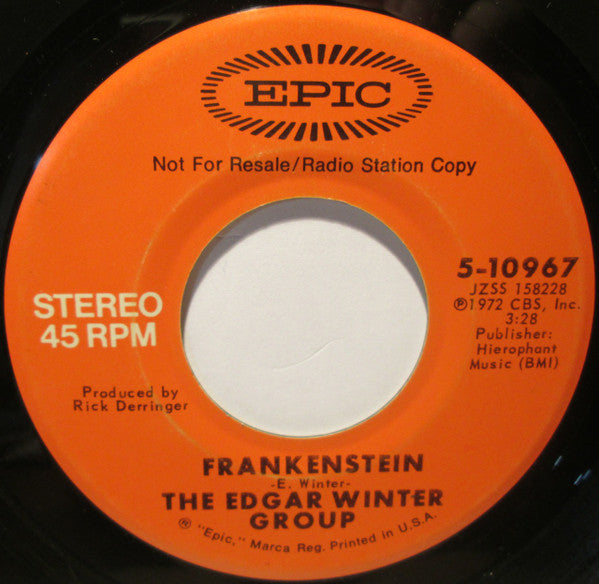 EPIC
Not For Resale/Radio Station Copy
5-10967
JZSS 158228
℗1972 CBS, Inc.
3:28
Publisher:
Hierophant
Music (BMI)
STEREO
45 RPM
Produced by
Rick Derringer
FRANKENSTEIN
-E. Winter-
THE EDGAR WINTER
GROUP
® "Epic," Marca Reg. Printed in U.S.A.